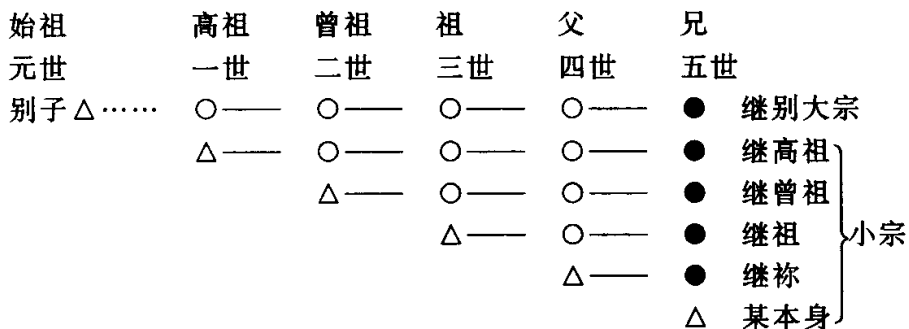 始祖 高祖 曾祖 祖 父 兄
元世 一世 二世 三世 四世 五世
别子△…… ○— ○— ○— ○— ● 继别大宗
△— ○— ○— ○— ● 继高祖
△— ○— ○— ● 继曾祖
△— ○— ● 继祖
小宗
△— ● 继祢
△ 某本身